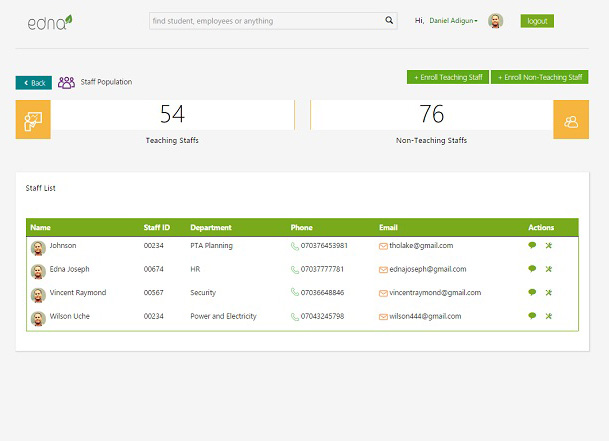 edna
find student, employees or anything
Hi, Daniel Adigun
logout
Back
Staff Population
+ Enroll Teaching Staff
+ Enroll Non-Teaching Staff
54
76
Teaching Staffs
Non-Teaching Staffs
Staff List
Name Staff ID Department Phone Email Actions
Johnson 00234 PTA Planning 070376453981 tholake@gmail.com
Edna Joseph 00674 HR 07037777781 ednajoseph@gmail.com
Vincent Raymond 00567 Security 07036648846 vincentraymond@gmail.com
Wilson Uche 00234 Power and Electricity 07043245798 wilson444@gmail.com